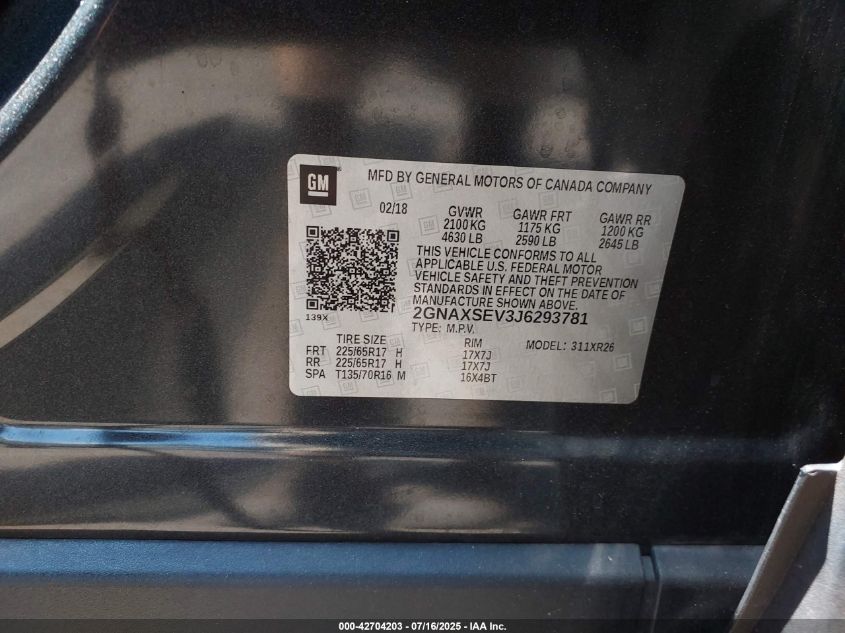 GM
MFD BY GENERAL MOTORS OF CANADA COMPANY
02/18 GVWR GAWR FRT GAWR RR
2100 KG 1175 KG 1200 KG
4630 LB 2590 LB 2645 LB
THIS VEHICLE CONFORMS TO ALL
APPLICABLE U.S. FEDERAL MOTOR
VEHICLE SAFETY AND THEFT PREVENTION
STANDARDS IN EFFECT ON THE DATE OF
MANUFACTURE SHOWN ABOVE.
139X 2GNAXSEV3J6293781
TYPE: M.P.V. MODEL: 311XR26
TIRE SIZE RIM
FRT 225/65R17 H 17X7J
RR 225/65R17 H 17X7J
SPA T135/70R16 M 16X4BT
000-42704203 - 07/16/2025 - IAA Inc.